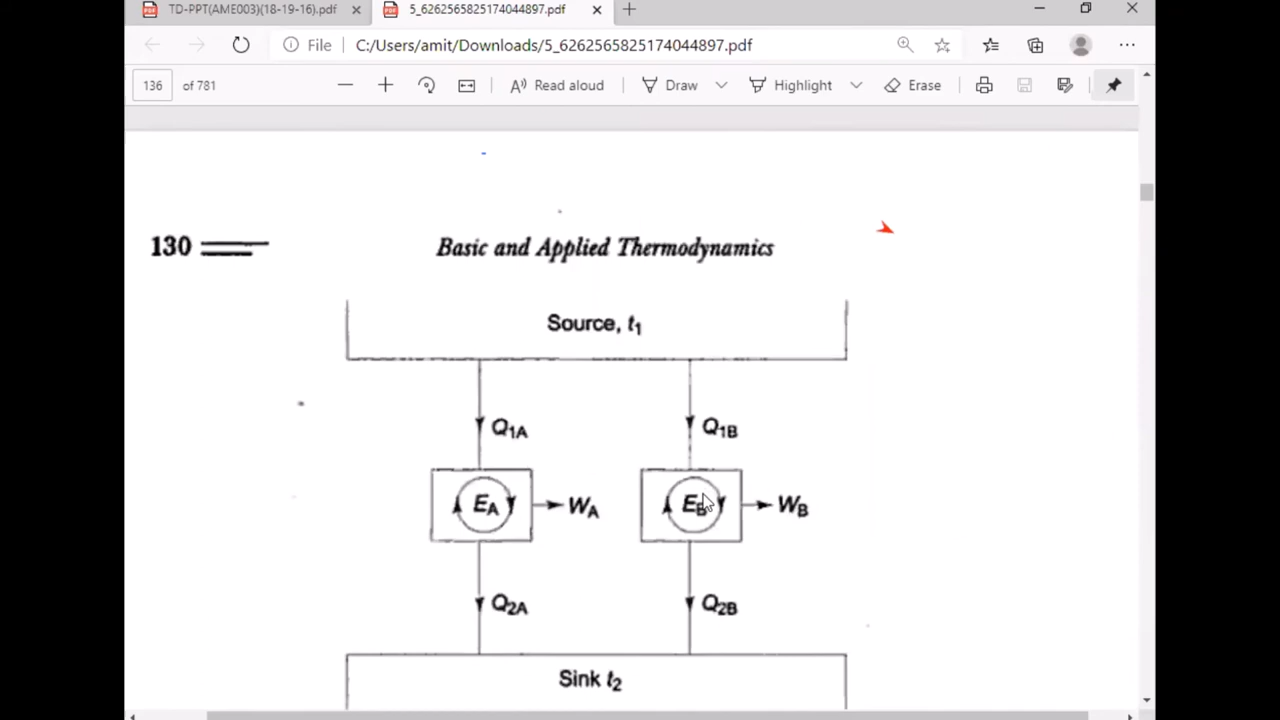 TD-PPT(AME003)(18-19-16).pdf
5_6262565825174044897.pdf
File C:/Users/amit/Downloads/5_6262565825174044897.pdf
136 of 781 Read aloud Draw Highlight Erase
130 Basic and Applied Thermodynamics
Source, t1
Q1A Q1B
EA WA EB WB
Q2A Q2B
Sink t2